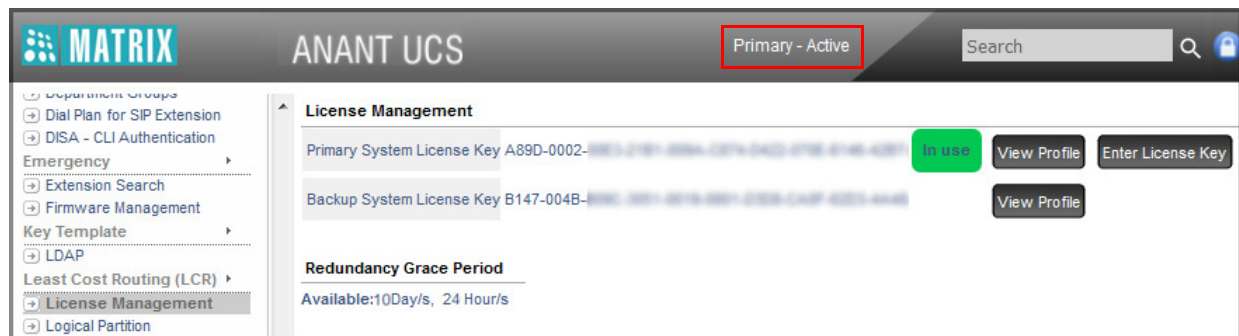 MATRIX
ANANT UCS
Primary - Active
Search
Department Groups
Dial Plan for SIP Extension
DISA - CLI Authentication
Emergency
Extension Search
Firmware Management
Key Template
LDAP
Least Cost Routing (LCR)
License Management
Logical Partition
License Management
Primary System License Key A89D-0002- In use View Profile Enter License Key
Backup System License Key B147-004B- View Profile
Redundancy Grace Period
Available:10Day/s, 24 Hour/s